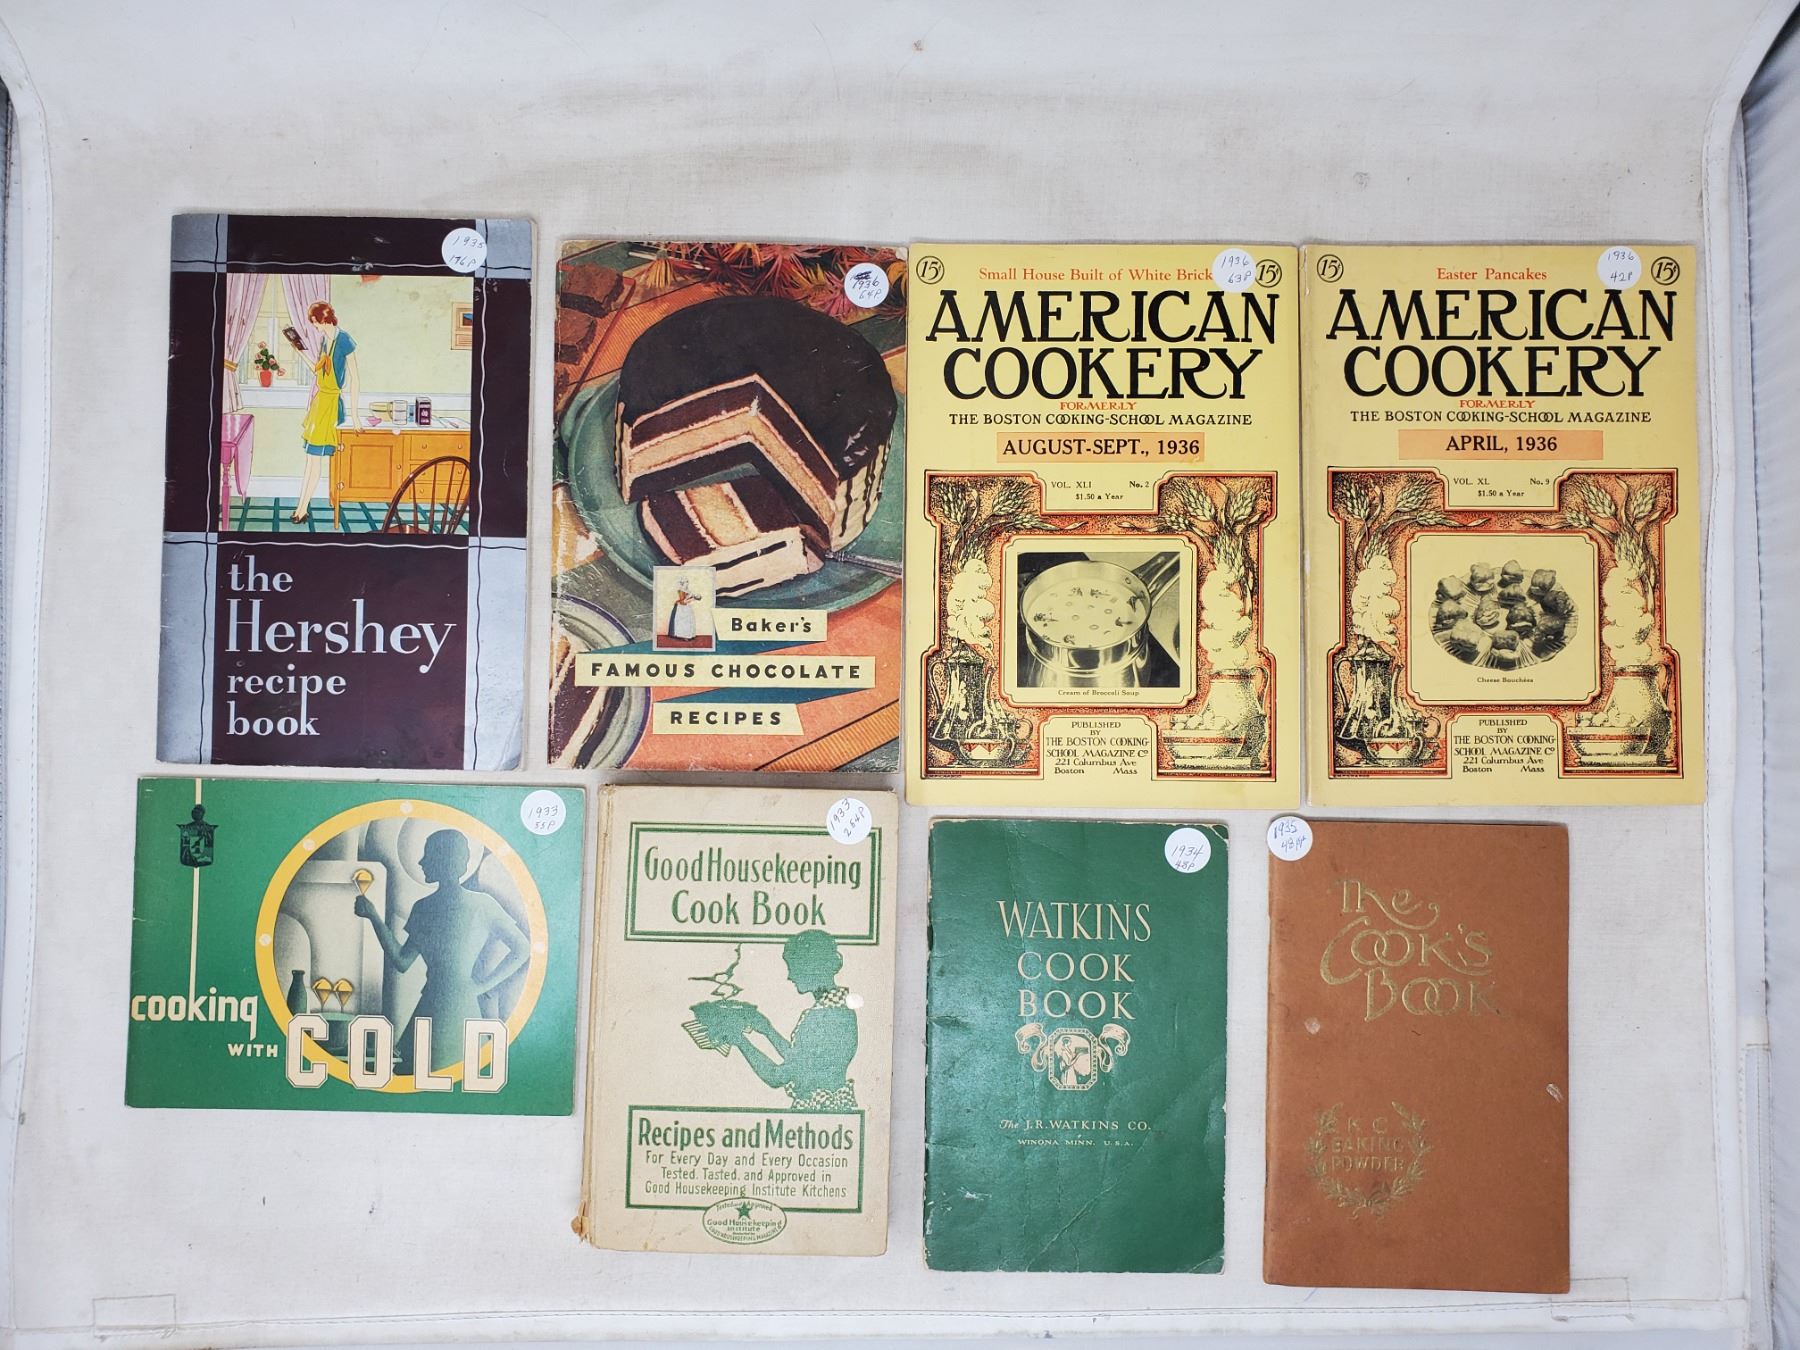 1935
176P
the
Hershey
recipe
book
1936
64P
Baker's
FAMOUS CHOCOLATE
RECIPES
15¢
Small House Built of White Brick
15¢
1936
63P
AMERICAN
COOKERY
FORMERLY
THE BOSTON COOKING-SCHOOL MAGAZINE
AUGUST-SEPT., 1936
VOL. XLI No. 2
$1.50 a Year
Cream of Broccoli Soup
PUBLISHED
BY
THE BOSTON COOKING-
SCHOOL MAGAZINE Co
221 Columbus Ave
Boston Mass
15¢
Easter Pancakes
15¢
1936
42P
AMERICAN
COOKERY
FORMERLY
THE BOSTON COOKING-SCHOOL MAGAZINE
APRIL, 1936
VOL. XL No. 9
$1.50 a Year
Cheese Bouchées
PUBLISHED
BY
THE BOSTON COOKING-
SCHOOL MAGAZINE Co
221 Columbus Ave
Boston Mass
1933
55P
cooking
WITH COLD
1933
254P
Good Housekeeping
Cook Book
Recipes and Methods
For Every Day and Every Occasion
Tested, Tasted, and Approved in
Good Housekeeping Institute Kitchens
Tested and Approved
Good Housekeeping
Institute
1934
48P
WATKINS
COOK
BOOK
The J.R. WATKINS CO.
WINONA MINN. U.S.A.
1935
48PP
The
Cook's
Book
K C
BAKING
POWDER